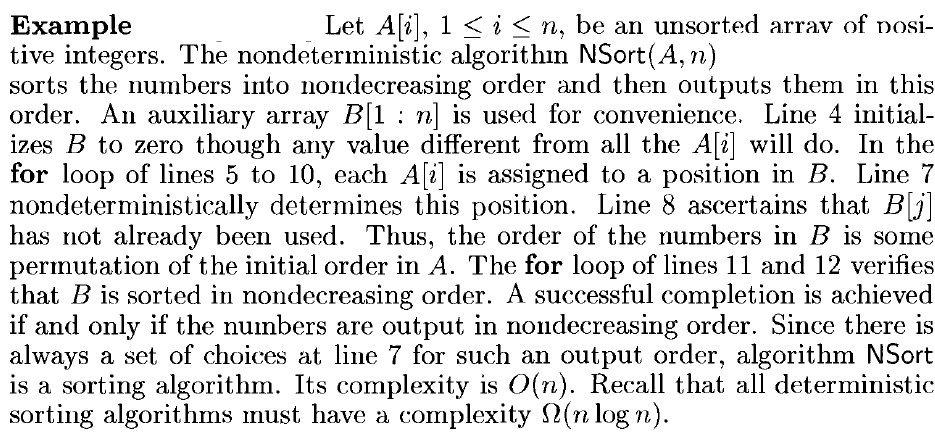 Example Let A[i], 1 ≤ i ≤ n, be an unsorted array of posi-
tive integers. The nondeterministic algorithm NSort(A, n)
sorts the numbers into nondecreasing order and then outputs them in this
order. An auxiliary array B[1 : n] is used for convenience. Line 4 initial-
izes B to zero though any value different from all the A[i] will do. In the
for loop of lines 5 to 10, each A[i] is assigned to a position in B. Line 7
nondeterministically determines this position. Line 8 ascertains that B[j]
has not already been used. Thus, the order of the numbers in B is some
permutation of the initial order in A. The for loop of lines 11 and 12 verifies
that B is sorted in nondecreasing order. A successful completion is achieved
if and only if the numbers are output in nondecreasing order. Since there is
always a set of choices at line 7 for such an output order, algorithm NSort
is a sorting algorithm. Its complexity is O(n). Recall that all deterministic
sorting algorithms must have a complexity Ω(n log n).